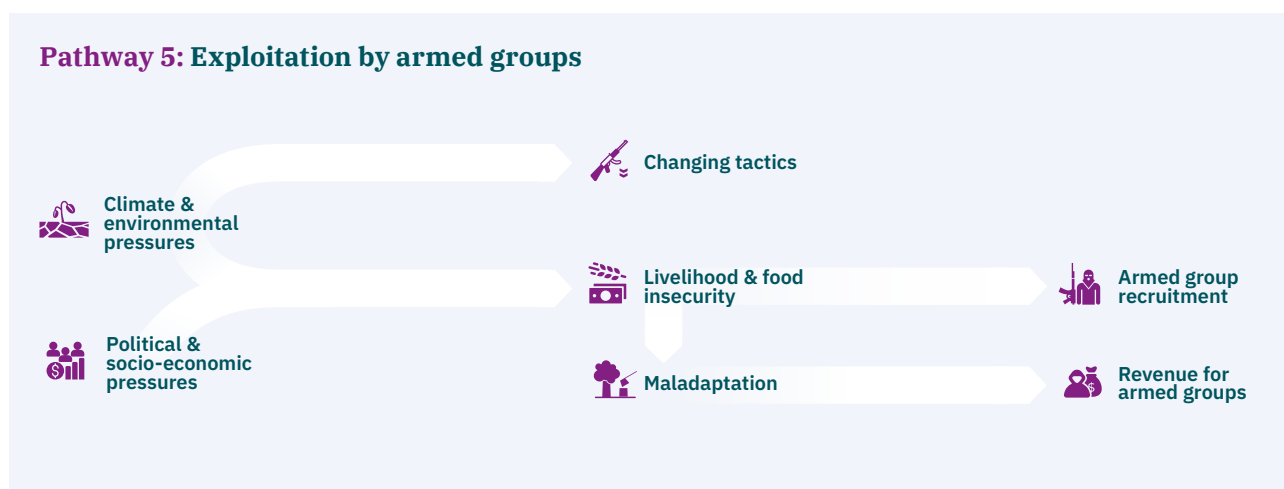 Pathway 5: Exploitation by armed groups
Changing tactics
Climate &
environmental
pressures
Livelihood & food
insecurity
Armed group
recruitment
Political &
socio-economic
pressures
Maladaptation
Revenue for
armed groups